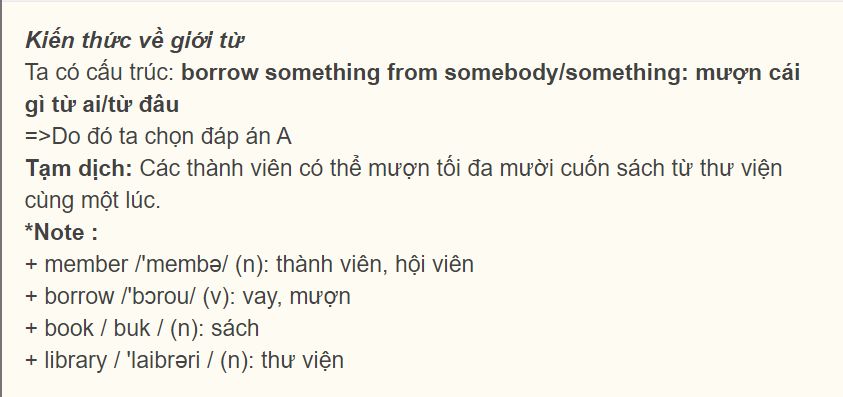 Kiến thức về giới từ
Ta có cấu trúc: borrow something from somebody/something: mượn cái
gì từ ai/từ đâu
=>Do đó ta chọn đáp án A
Tạm dịch: Các thành viên có thể mượn tối đa mười cuốn sách từ thư viện
cùng một lúc.
*Note :
+ member /'membə/ (n): thành viên, hội viên
+ borrow /'bɔrou/ (v): vay, mượn
+ book / buk / (n): sách
+ library / 'laibrəri / (n): thư viện